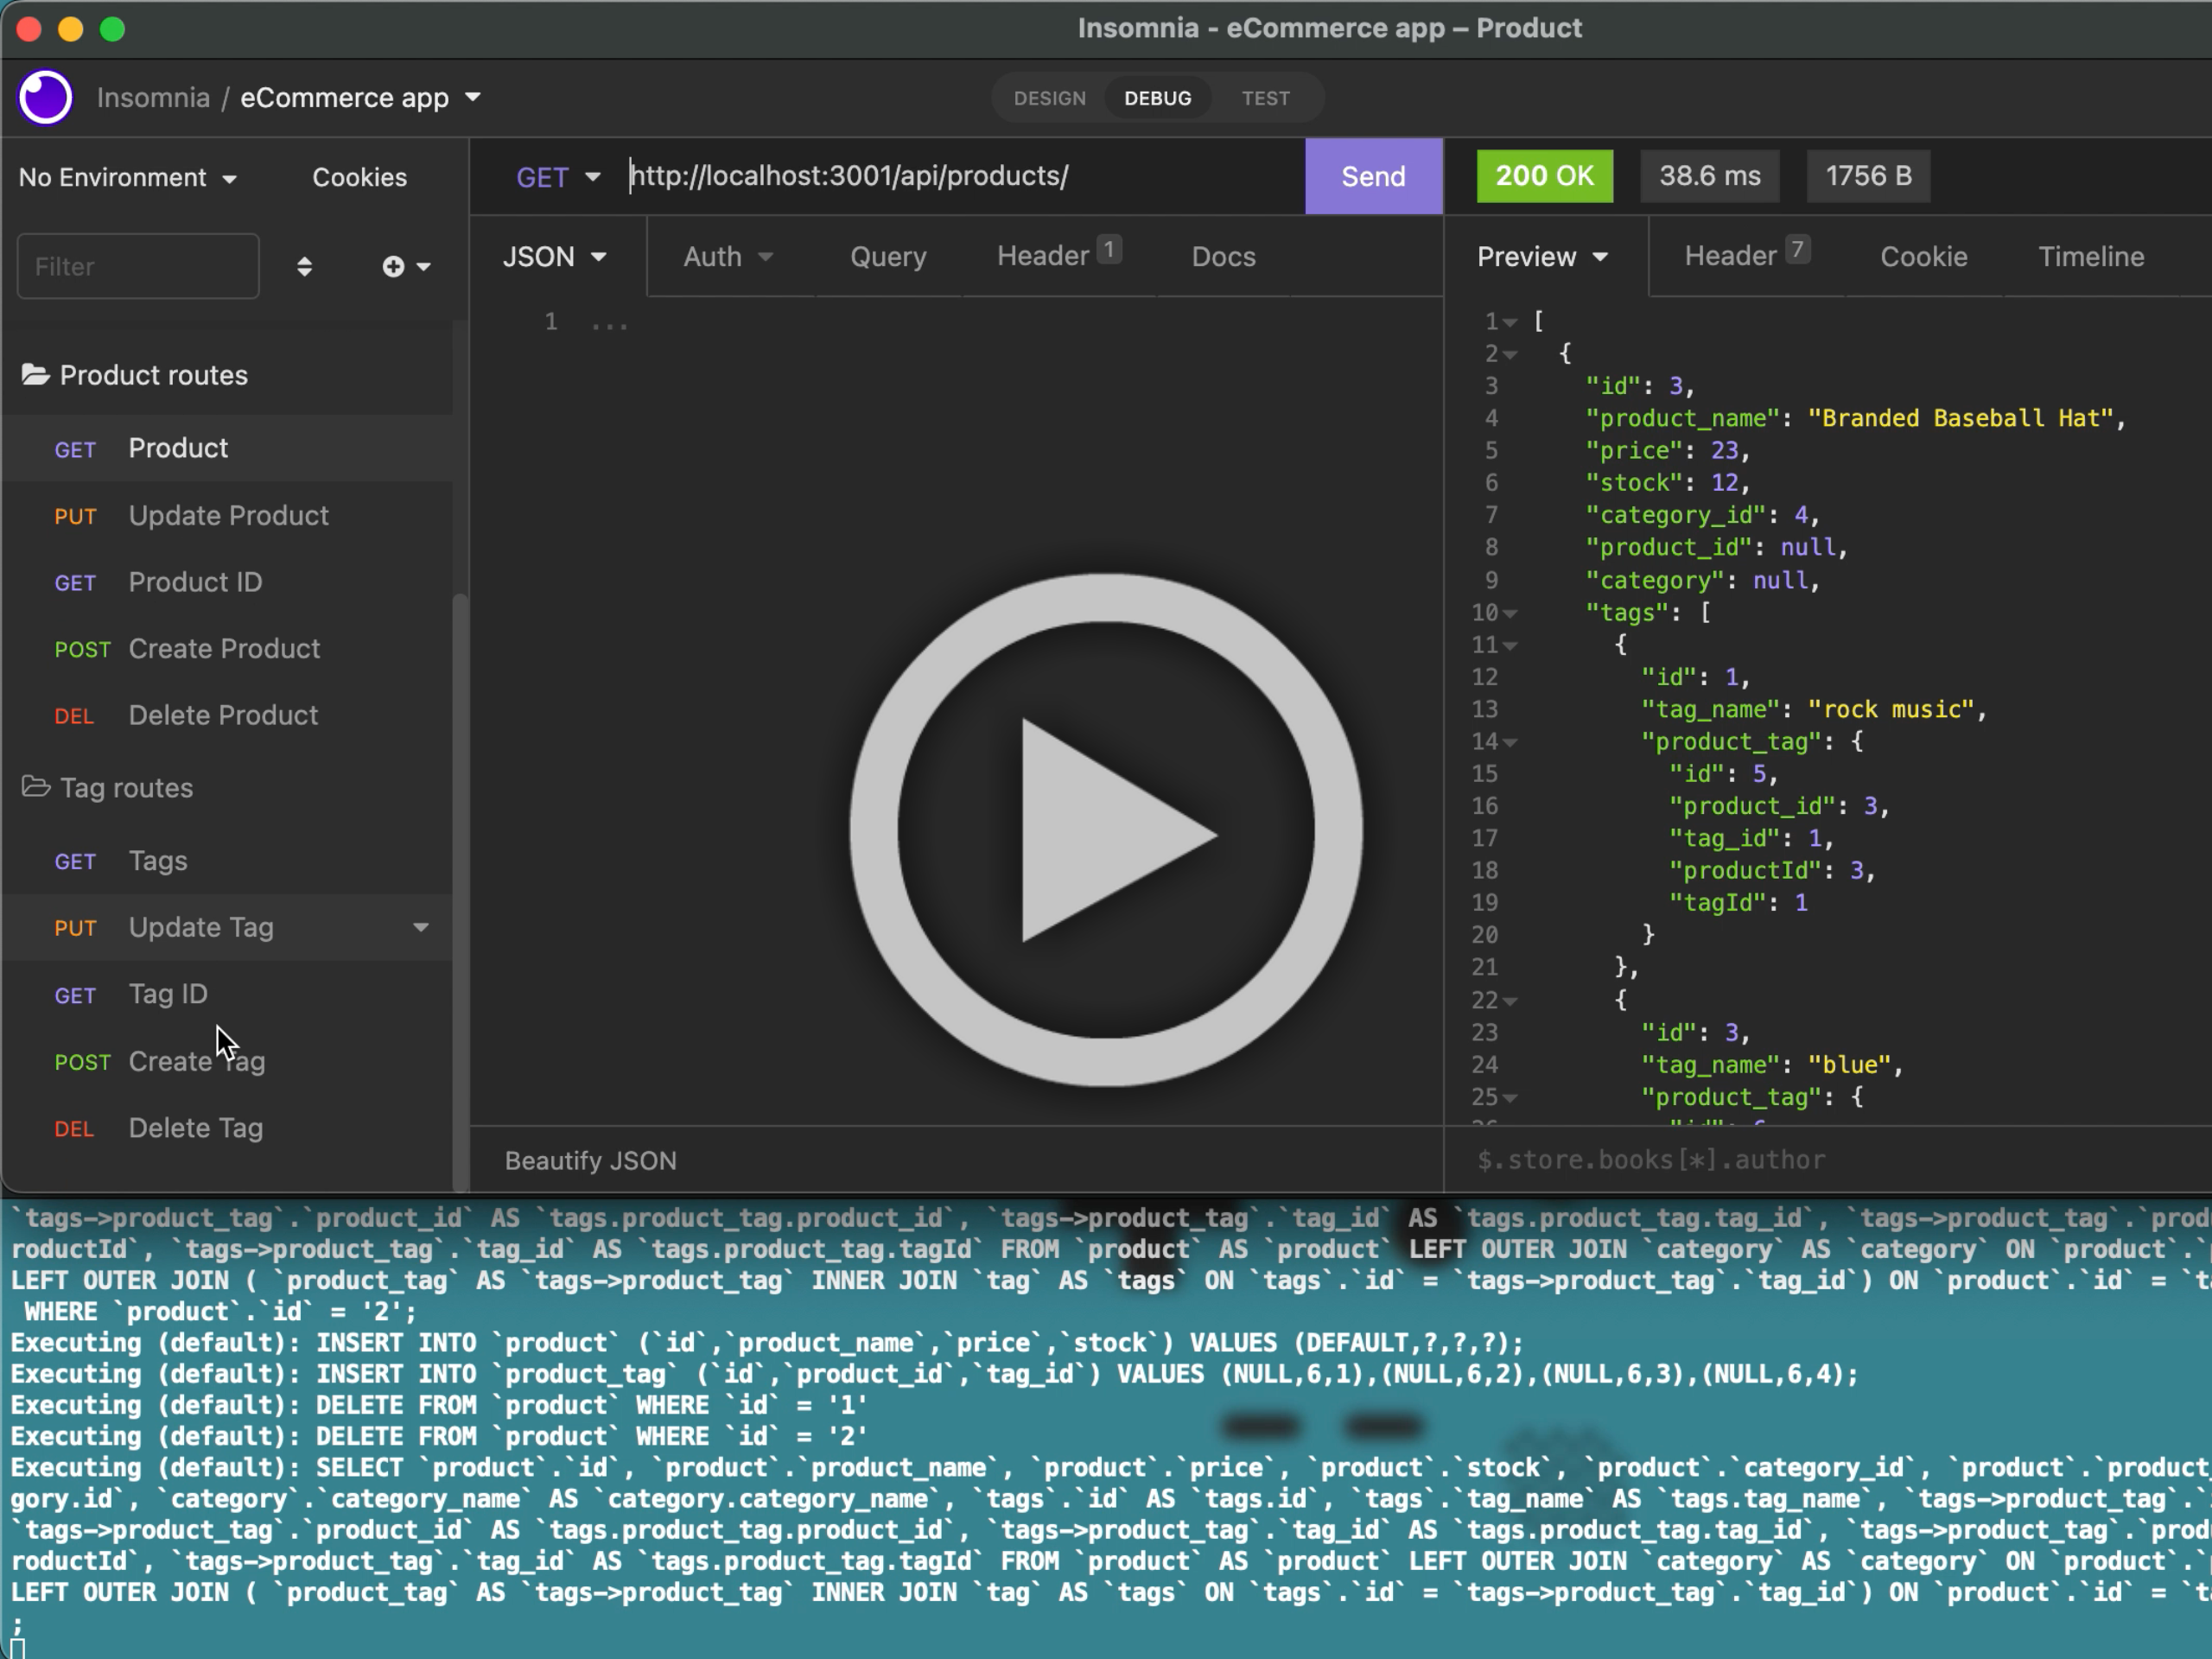 Insomnia - eCommerce app – Product
Insomnia / eCommerce app
DESIGN DEBUG TEST
No Environment Cookies
GET http://localhost:3001/api/products/ Send
200 OK 38.6 ms 1756 B
Filter
JSON Auth Query Header 1 Docs
Preview Header 7 Cookie Timeline
Product routes
GET Product
PUT Update Product
GET Product ID
POST Create Product
DEL Delete Product
Tag routes
GET Tags
PUT Update Tag
GET Tag ID
POST Create Tag
DEL Delete Tag
1 ...
Beautify JSON
1 [
2 {
3 "id": 3,
4 "product_name": "Branded Baseball Hat",
5 "price": 23,
6 "stock": 12,
7 "category_id": 4,
8 "product_id": null,
9 "category": null,
10 "tags": [
11 {
12 "id": 1,
13 "tag_name": "rock music",
14 "product_tag": {
15 "id": 5,
16 "product_id": 3,
17 "tag_id": 1,
18 "productId": 3,
19 "tagId": 1
20 }
21 },
22 {
23 "id": 3,
24 "tag_name": "blue",
25 "product_tag": {
$.store.books[*].author
`tags->product_tag`.`product_id` AS `tags.product_tag.product_id`, `tags->product_tag`.`tag_id` AS `tags.product_tag.tag_id`, `tags->product_tag`.`prod
roductId`, `tags->product_tag`.`tag_id` AS `tags.product_tag.tagId` FROM `product` AS `product` LEFT OUTER JOIN `category` AS `category` ON `product`.`
LEFT OUTER JOIN ( `product_tag` AS `tags->product_tag` INNER JOIN `tag` AS `tags` ON `tags`.`id` = `tags->product_tag`.`tag_id`) ON `product`.`id` = `t
WHERE `product`.`id` = '2';
Executing (default): INSERT INTO `product` (`id`,`product_name`,`price`,`stock`) VALUES (DEFAULT,?,?,?);
Executing (default): INSERT INTO `product_tag` (`id`,`product_id`,`tag_id`) VALUES (NULL,6,1),(NULL,6,2),(NULL,6,3),(NULL,6,4);
Executing (default): DELETE FROM `product` WHERE `id` = '1'
Executing (default): DELETE FROM `product` WHERE `id` = '2'
Executing (default): SELECT `product`.`id`, `product`.`product_name`, `product`.`price`, `product`.`stock`, `product`.`category_id`, `product`.`product_
gory.id`, `category`.`category_name` AS `category.category_name`, `tags`.`id` AS `tags.id`, `tags`.`tag_name` AS `tags.tag_name`, `tags->product_tag`.`
`tags->product_tag`.`product_id` AS `tags.product_tag.product_id`, `tags->product_tag`.`tag_id` AS `tags.product_tag.tag_id`, `tags->product_tag`.`prod
roductId`, `tags->product_tag`.`tag_id` AS `tags.product_tag.tagId` FROM `product` AS `product` LEFT OUTER JOIN `category` AS `category` ON `product`.`
LEFT OUTER JOIN ( `product_tag` AS `tags->product_tag` INNER JOIN `tag` AS `tags` ON `tags`.`id` = `tags->product_tag`.`tag_id`) ON `product`.`id` = `t
;